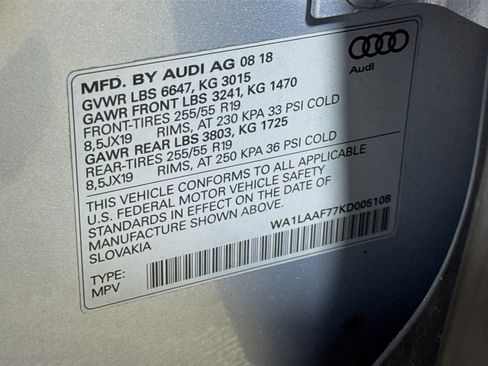 MFD. BY AUDI AG 08 18
GVWR LBS 6647, KG 3015
GAWR FRONT LBS 3241, KG 1470
FRONT-TIRES 255/55 R19
8,5JX19 RIMS, AT 230 KPA 33 PSI COLD
GAWR REAR LBS 3803, KG 1725
REAR-TIRES 255/55 R19
8,5JX19 RIMS, AT 250 KPA 36 PSI COLD
THIS VEHICLE CONFORMS TO ALL APPLICABLE
U.S. FEDERAL MOTOR VEHICLE SAFETY
STANDARDS IN EFFECT ON THE DATE OF
MANUFACTURE SHOWN ABOVE.
SLOVAKIA
WA1LAAF77KD005108
TYPE:
MPV
Audi